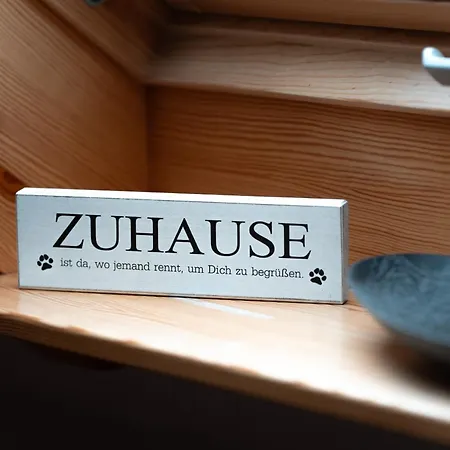 ZUHAUSE
ist da, wo jemand rennt, um Dich zu begrüßen.